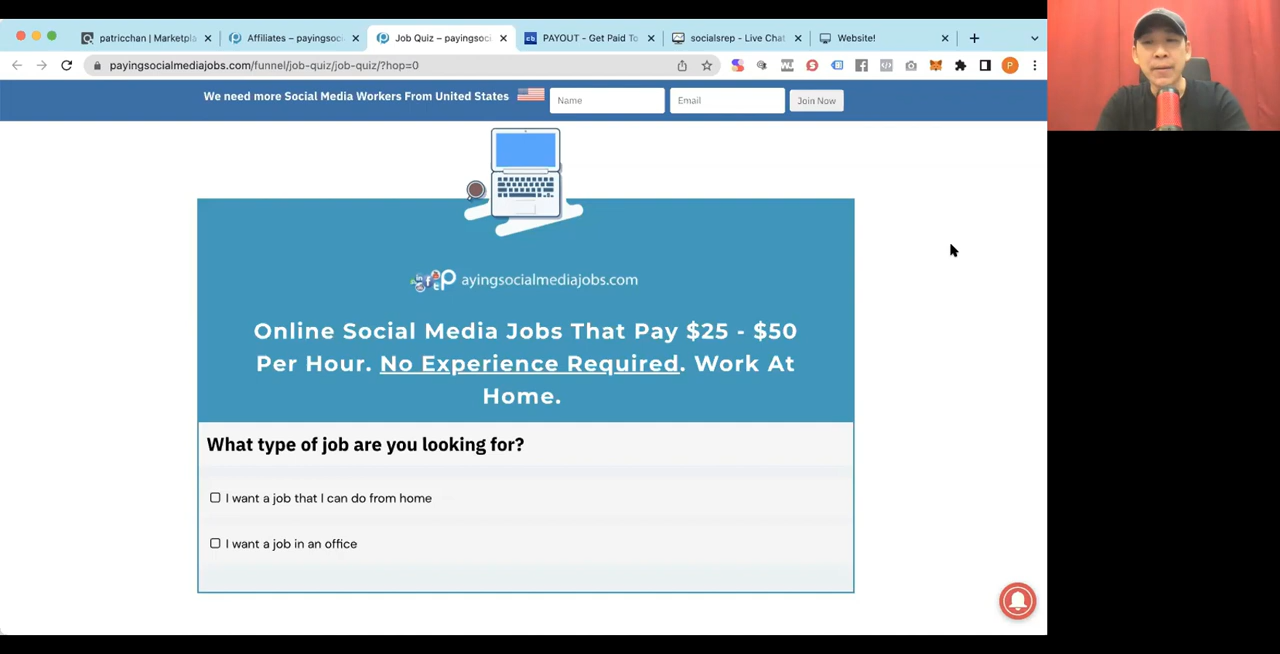 patricchan | Marketpla
Affiliates – payingsoci
Job Quiz – payingsoc
PAYOUT - Get Paid To
socialsrep - Live Chat
Website!
payingsocialmediajobs.com/funnel/job-quiz/job-quiz/?hop=0
We need more Social Media Workers From United States
Name
Email
Join Now
payingsocialmediajobs.com
Online Social Media Jobs That Pay $25 - $50
Per Hour. No Experience Required. Work At
Home.
What type of job are you looking for?
I want a job that I can do from home
I want a job in an office